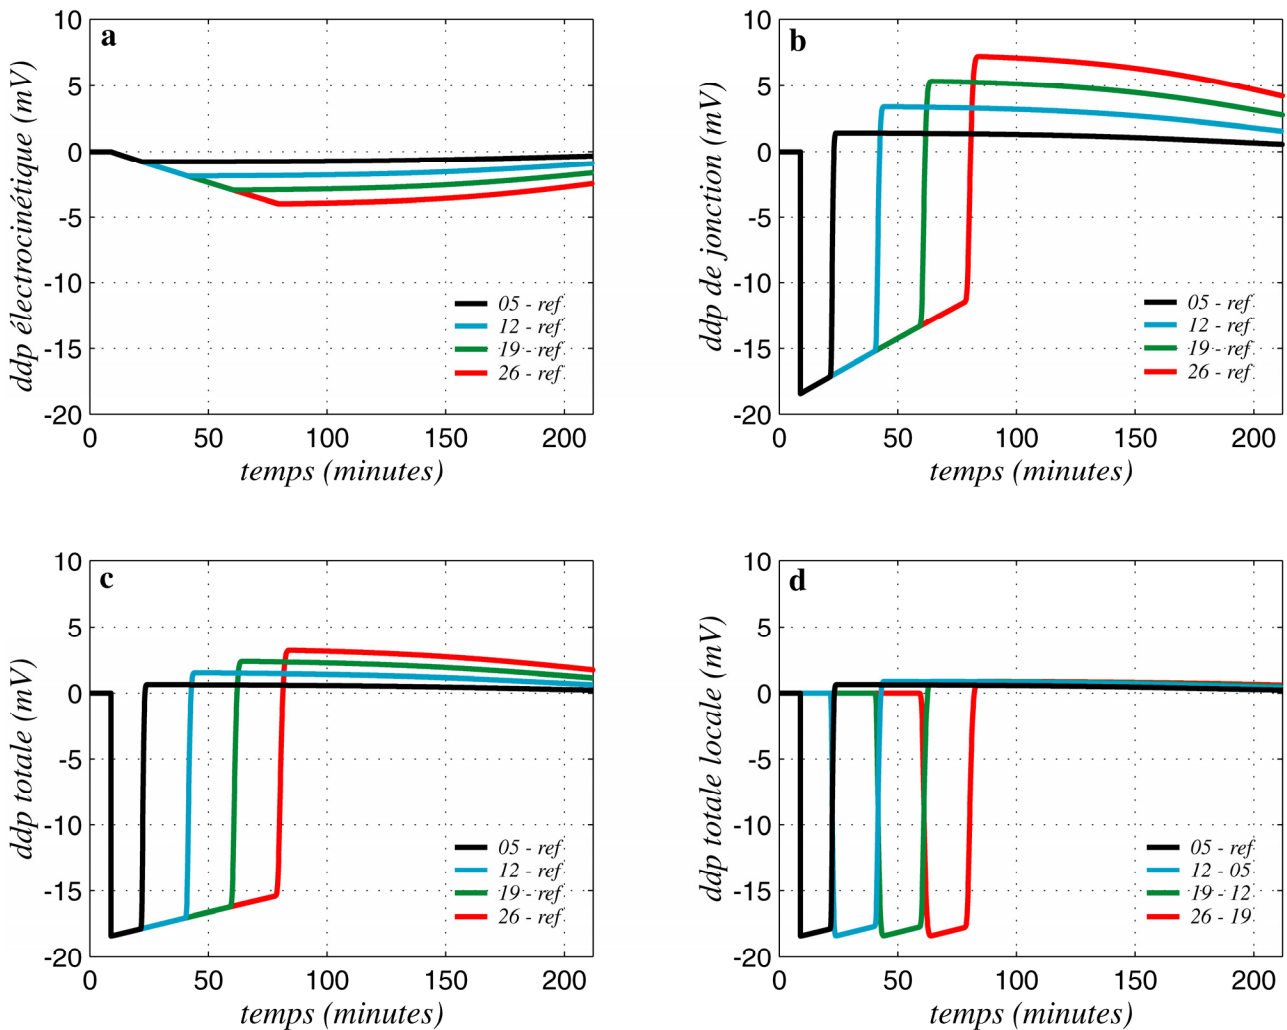 a
ddp électrocinétique (mV)
10
5
0
-5
-10
-15
-20
05 - ref
12 - ref
19 - ref
26 - ref
0
50
100
150
200
temps (minutes)
b
ddp de jonction (mV)
10
5
0
-5
-10
-15
-20
05 - ref
12 - ref
19 - ref
26 - ref
0
50
100
150
200
temps (minutes)
c
ddp totale (mV)
10
5
0
-5
-10
-15
-20
05 - ref
12 - ref
19 - ref
26 - ref
0
50
100
150
200
temps (minutes)
d
ddp totale locale (mV)
10
5
0
-5
-10
-15
-20
05 - ref
12 - 05
19 - 12
26 - 19
0
50
100
150
200
temps (minutes)